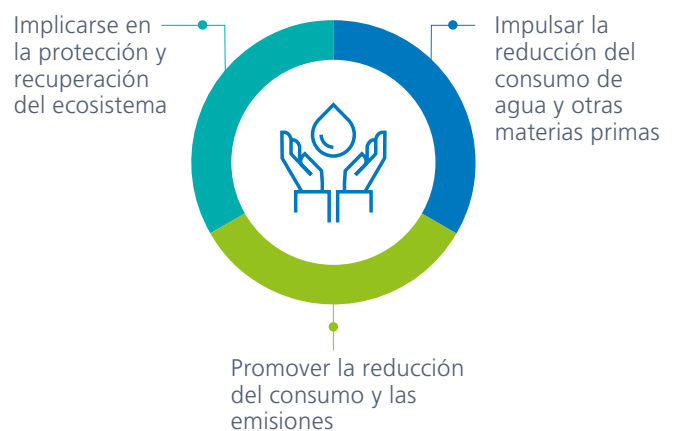 Implicarse en
la protección y
recuperación
del ecosistema
Impulsar la
reducción del
consumo de
agua y otras
materias primas
Promover la reducción
del consumo y las
emisiones